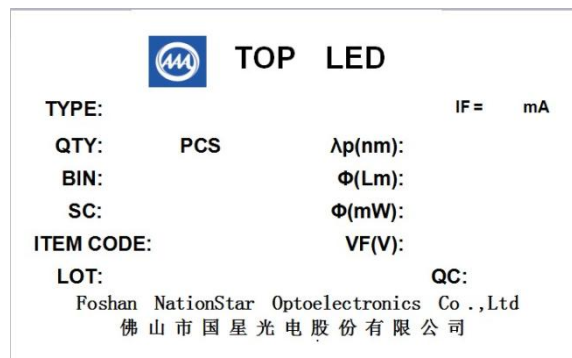 TOP LED
TYPE: IF = mA
QTY: PCS λp(nm):
BIN: Φ(Lm):
SC: Φ(mW):
ITEM CODE: VF(V):
LOT: QC:
Foshan NationStar Optoelectronics Co .,Ltd
佛山市国星光电股份有限公司